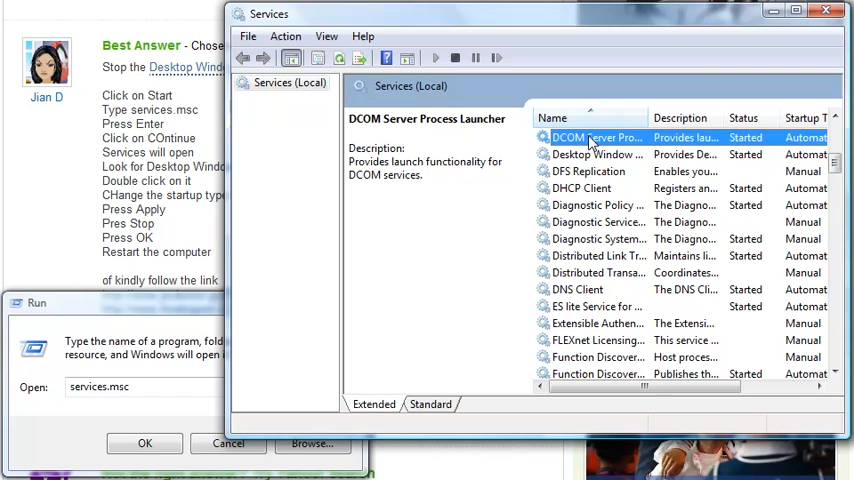 Best Answer - Chose
Stop the Desktop Wind
Jian D
Click on Start
Type services.msc
Press Enter
Click on COntinue
Services will open
Look for Desktop Window
Double click on it
CHange the startup type
Press Apply
Pres Stop
Press OK
Restart the computer
of kindly follow the link
Run
Type the name of a program, fold
resource, and Windows will open i
Open: services.msc
OK Cancel Browse...
Services
File Action View Help
Services (Local)
Services (Local)
DCOM Server Process Launcher
Description:
Provides launch functionality for
DCOM services.
Name Description Status Startup T
DCOM Server Pro... Provides lau... Started Automat
Desktop Window ... Provides De... Started Automat
DFS Replication Enables you... Manual
DHCP Client Registers an... Started Automat
Diagnostic Policy ... The Diagno... Started Automat
Diagnostic Service... The Diagno... Manual
Diagnostic System... The Diagno... Started Manual
Distributed Link Tr... Maintains li... Started Automat
Distributed Transa... Coordinates... Manual
DNS Client The DNS Cli... Started Automat
ES lite Service for ... Started Automat
Extensible Authen... The Extensi... Manual
FLEXnet Licensing... This service ... Manual
Function Discover... Host proces... Manual
Function Discover... Publishes th... Started Automat
Extended Standard